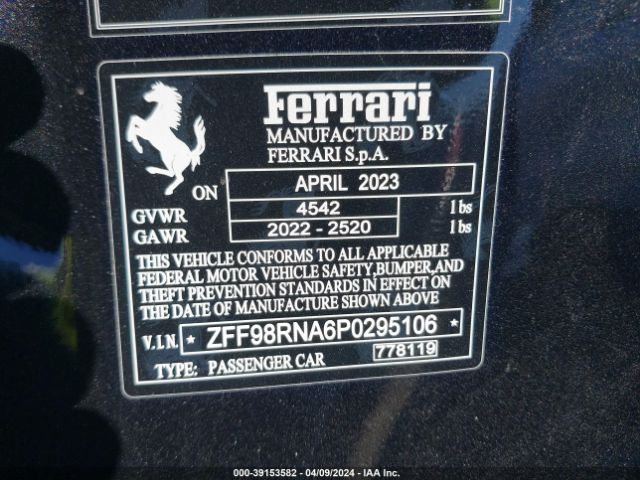 Ferrari
MANUFACTURED BY
FERRARI S.p.A.
ON APRIL 2023
GVWR 4542 lbs
GAWR 2022 - 2520 lbs
THIS VEHICLE CONFORMS TO ALL APPLICABLE
FEDERAL MOTOR VEHICLE SAFETY,BUMPER,AND
THEFT PREVENTION STANDARDS IN EFFECT ON
THE DATE OF MANUFACTURE SHOWN ABOVE
V.I.N. * ZFF98RNA6P0295106 *
TYPE: PASSENGER CAR 778119
000-39153582 - 04/09/2024 - IAA Inc.